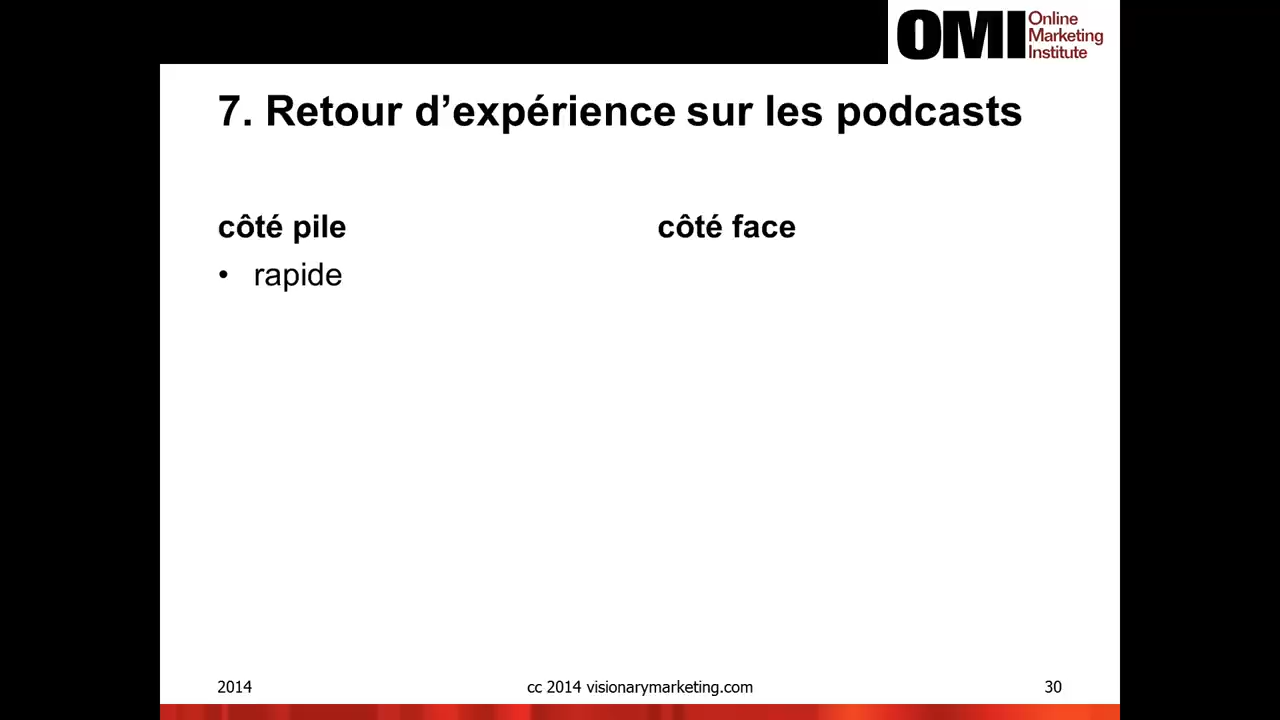 OMI Online
Marketing
Institute
7. Retour d’expérience sur les podcasts
côté pile
• rapide
côté face
2014
cc 2014 visionarymarketing.com
30